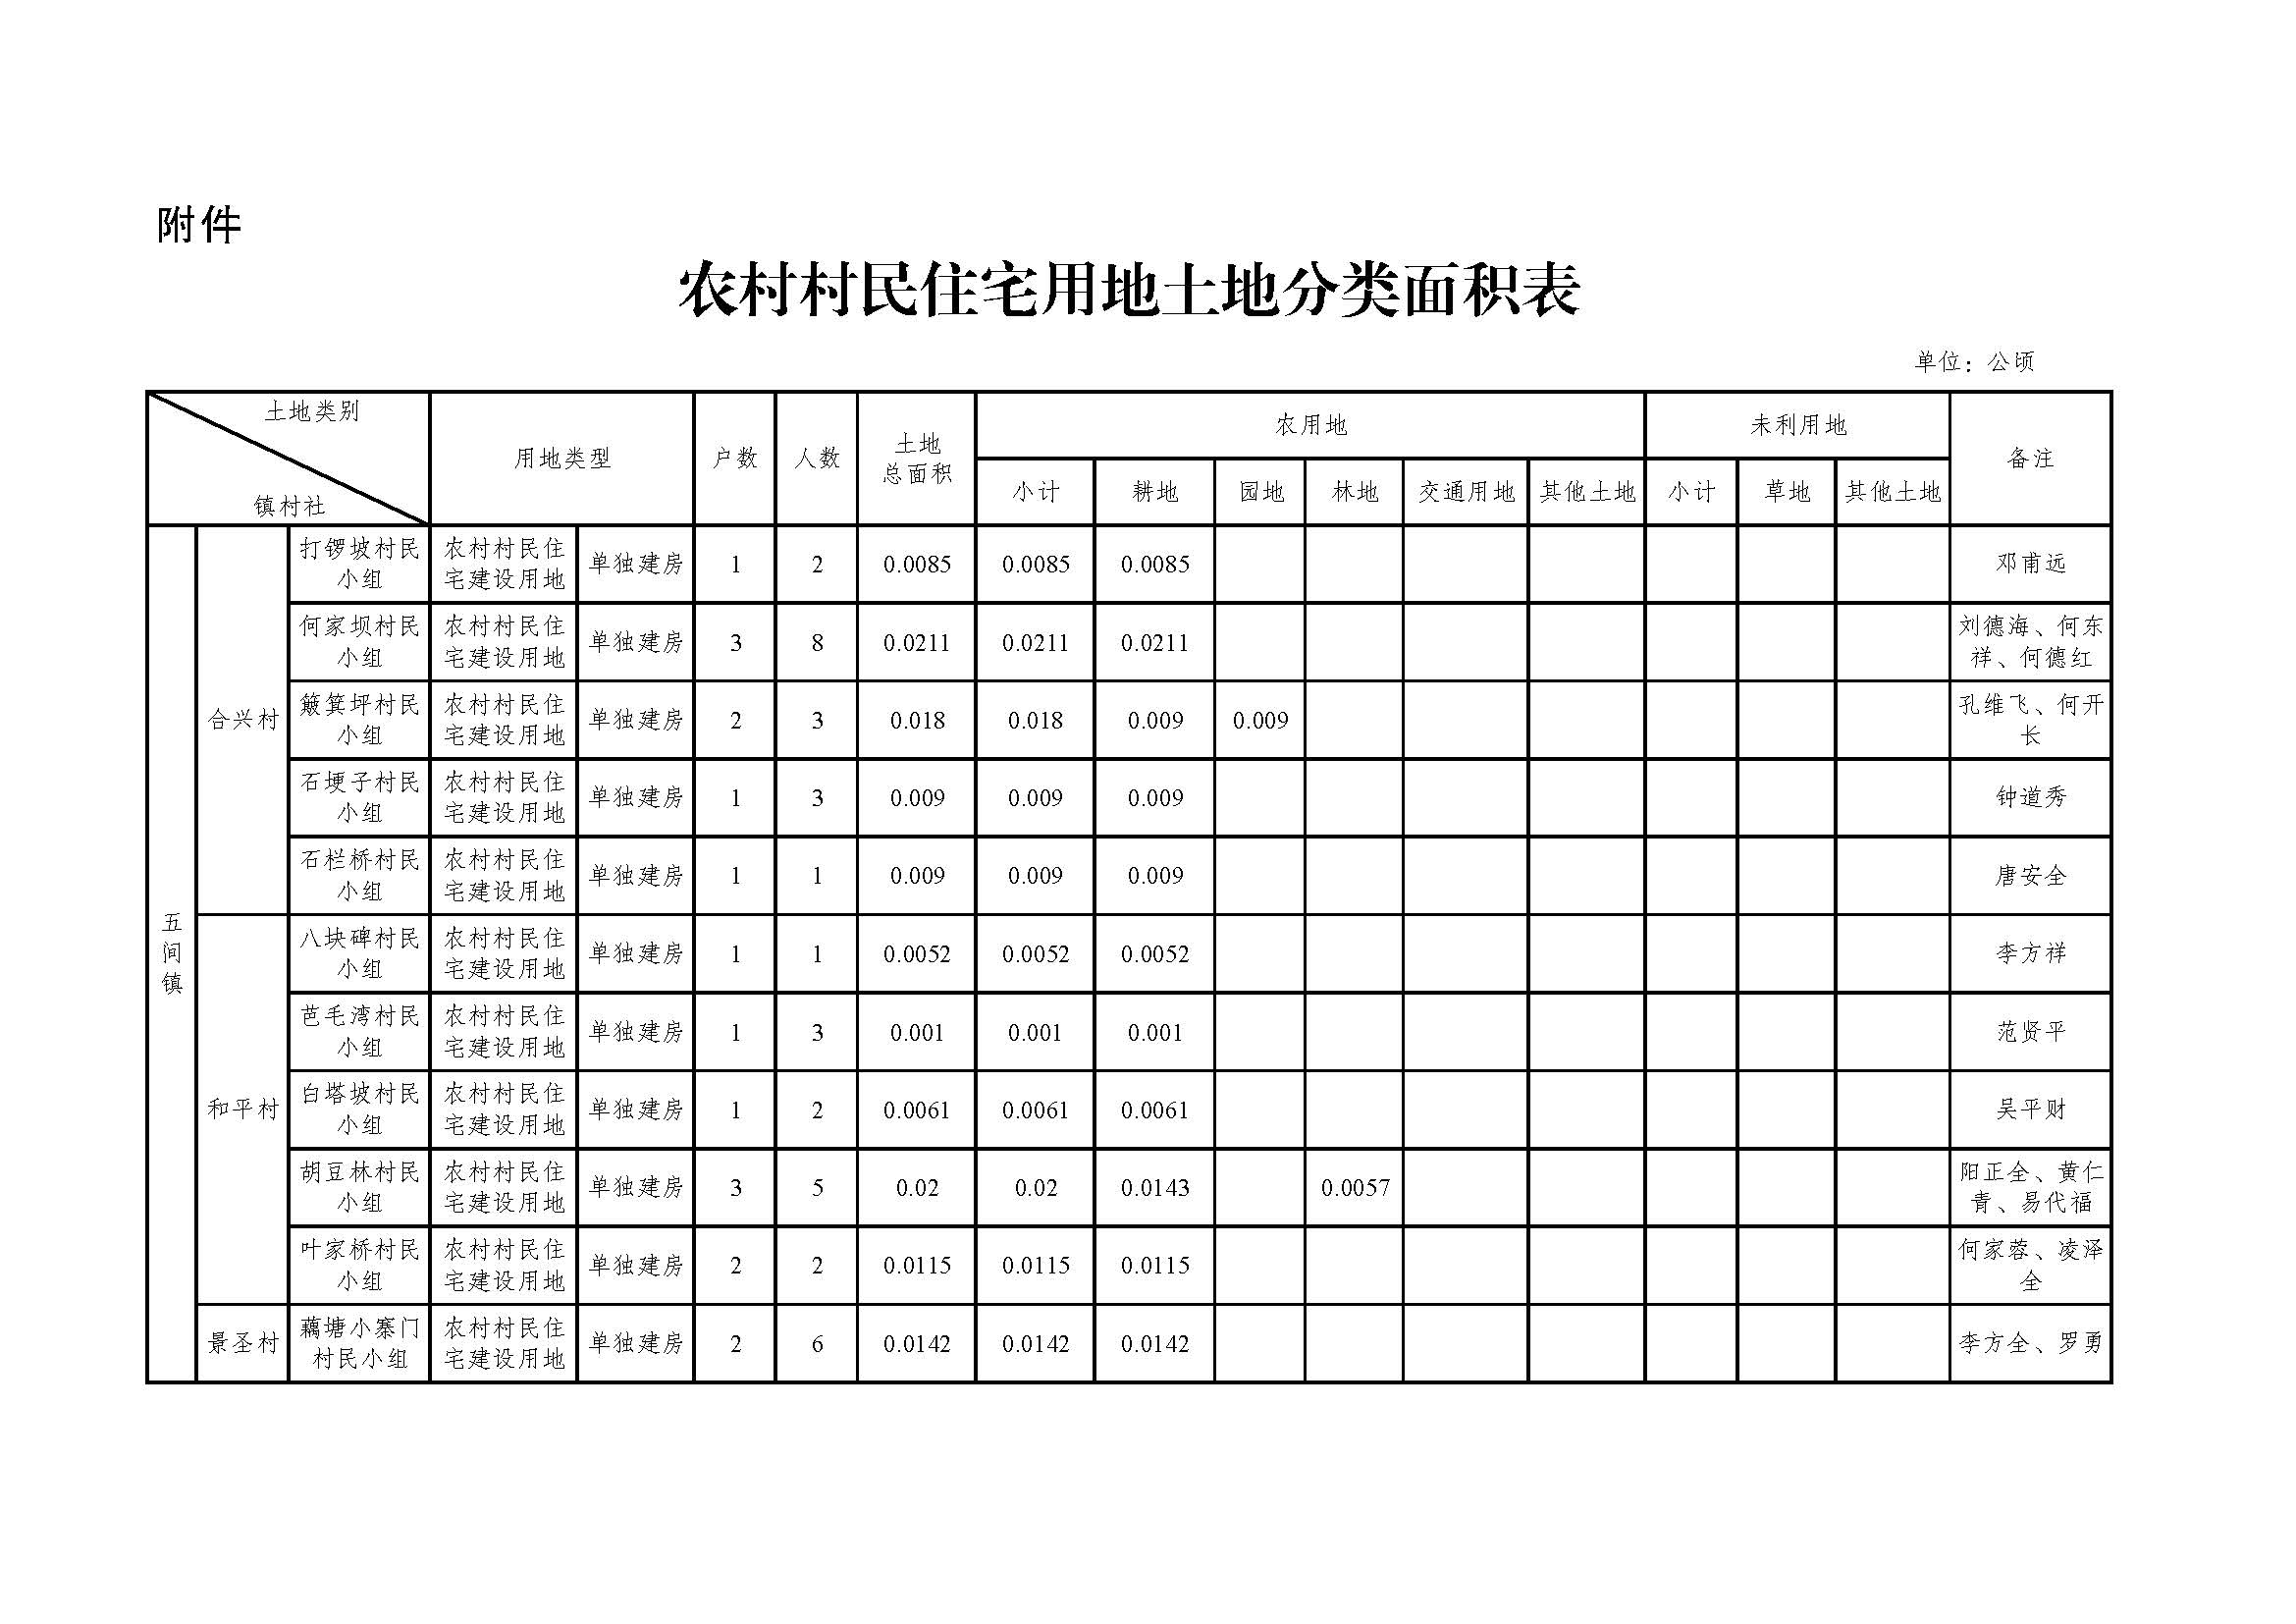 附件
农村村民住宅用地土地分类面积表
单位：公顷
土地类别
镇村社
用地类型
户数
人数
土地
总面积
农用地
未利用地
备注
小计 耕地 园地 林地 交通用地 其他土地 小计 草地 其他土地
五
间
镇
合兴村
打锣坡村民
小组
农村村民住
宅建设用地
单独建房 1 2 0.0085 0.0085 0.0085
邓甫远
何家坝村民
小组
农村村民住
宅建设用地
单独建房 3 8 0.0211 0.0211 0.0211
刘德海、何东
祥、何德红
簸箕坪村民
小组
农村村民住
宅建设用地
单独建房 2 3 0.018 0.018 0.009 0.009
孔维飞、何开
长
石埂子村民
小组
农村村民住
宅建设用地
单独建房 1 3 0.009 0.009 0.009
钟道秀
石栏桥村民
小组
农村村民住
宅建设用地
单独建房 1 1 0.009 0.009 0.009
唐安全
和平村
八块碑村民
小组
农村村民住
宅建设用地
单独建房 1 1 0.0052 0.0052 0.0052
李方祥
芭毛湾村民
小组
农村村民住
宅建设用地
单独建房 1 3 0.001 0.001 0.001
范贤平
白塔坡村民
小组
农村村民住
宅建设用地
单独建房 1 2 0.0061 0.0061 0.0061
吴平财
胡豆林村民
小组
农村村民住
宅建设用地
单独建房 3 5 0.02 0.02 0.0143 0.0057
阳正全、黄仁
青、易代福
叶家桥村民
小组
农村村民住
宅建设用地
单独建房 2 2 0.0115 0.0115 0.0115
何家蓉、凌泽
全
景圣村
藕塘小寨门
村民小组
农村村民住
宅建设用地
单独建房 2 6 0.0142 0.0142 0.0142
李方全、罗勇